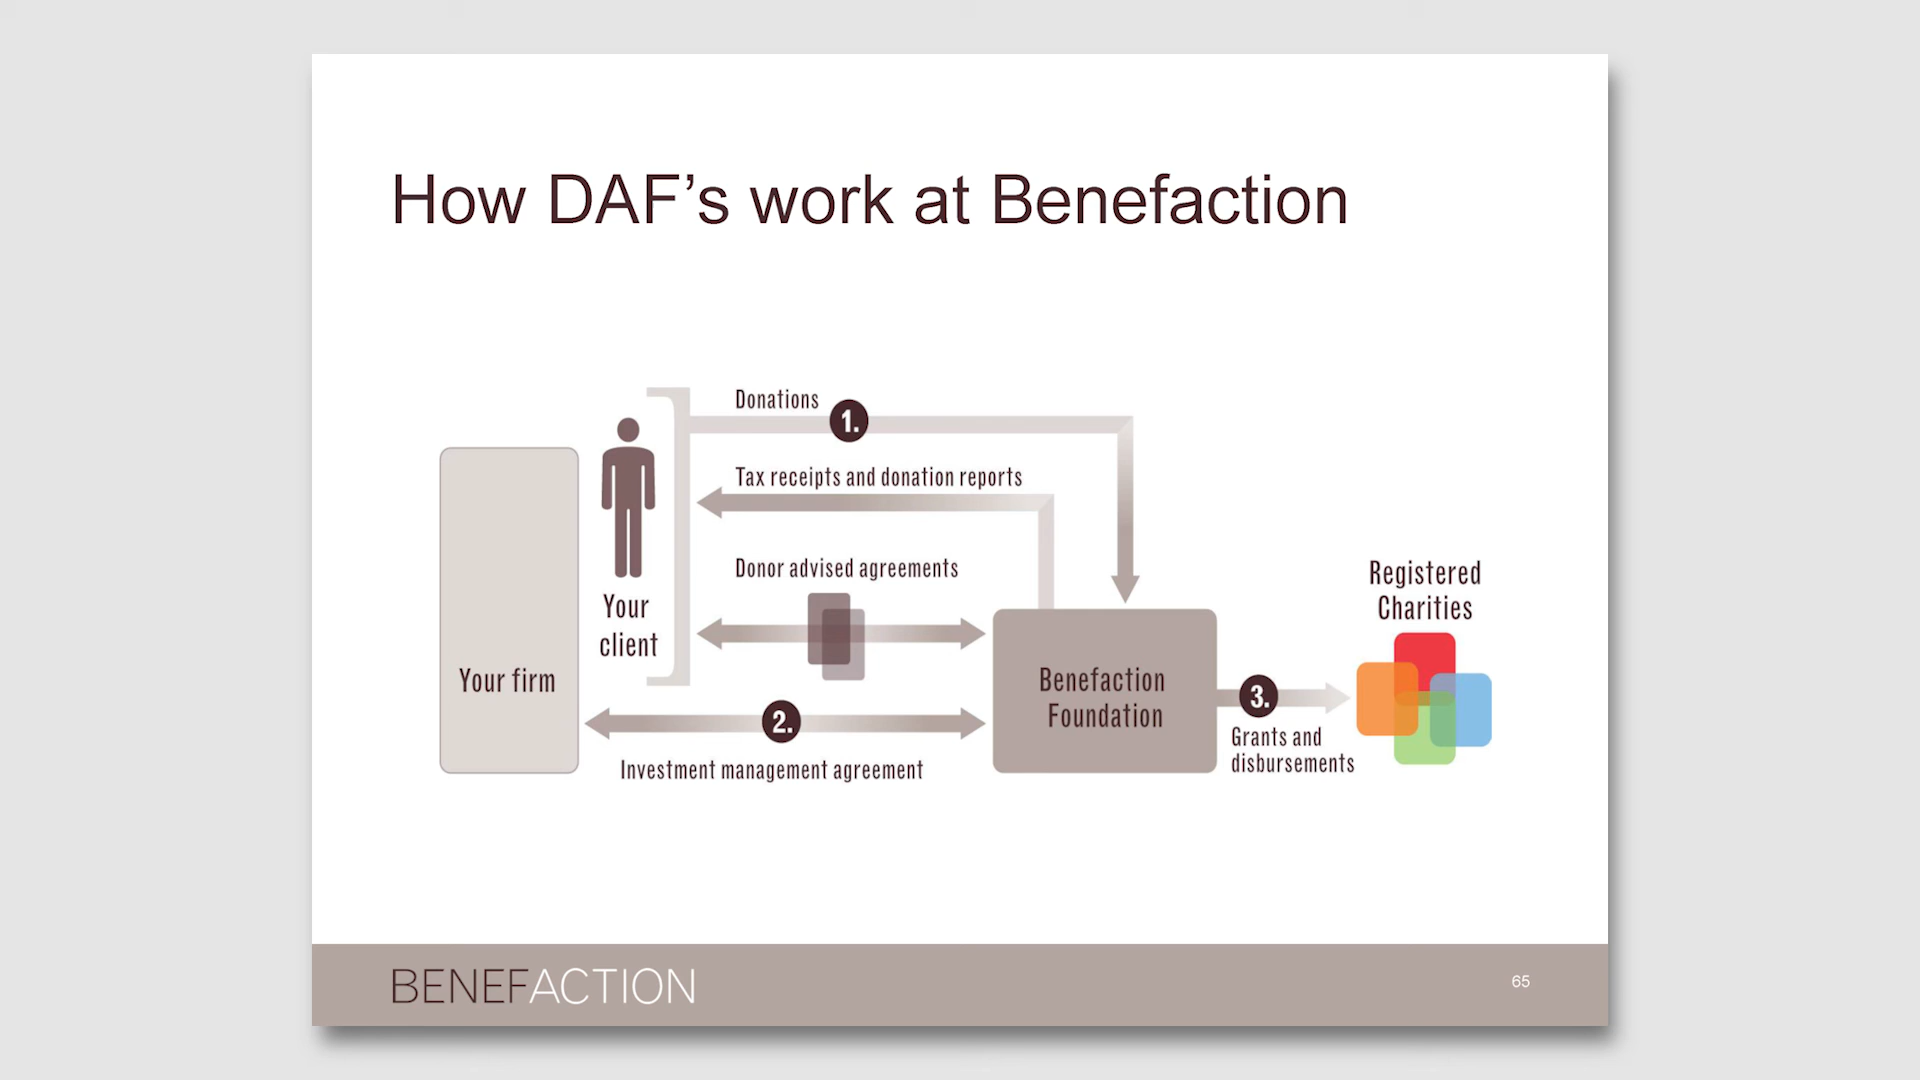 How DAF’s work at Benefaction
Donations
1.
Tax receipts and donation reports
Donor advised agreements
Your
client
Your firm
2.
Investment management agreement
Benefaction
Foundation
3.
Grants and
disbursements
Registered
Charities
BENEFACTION
65